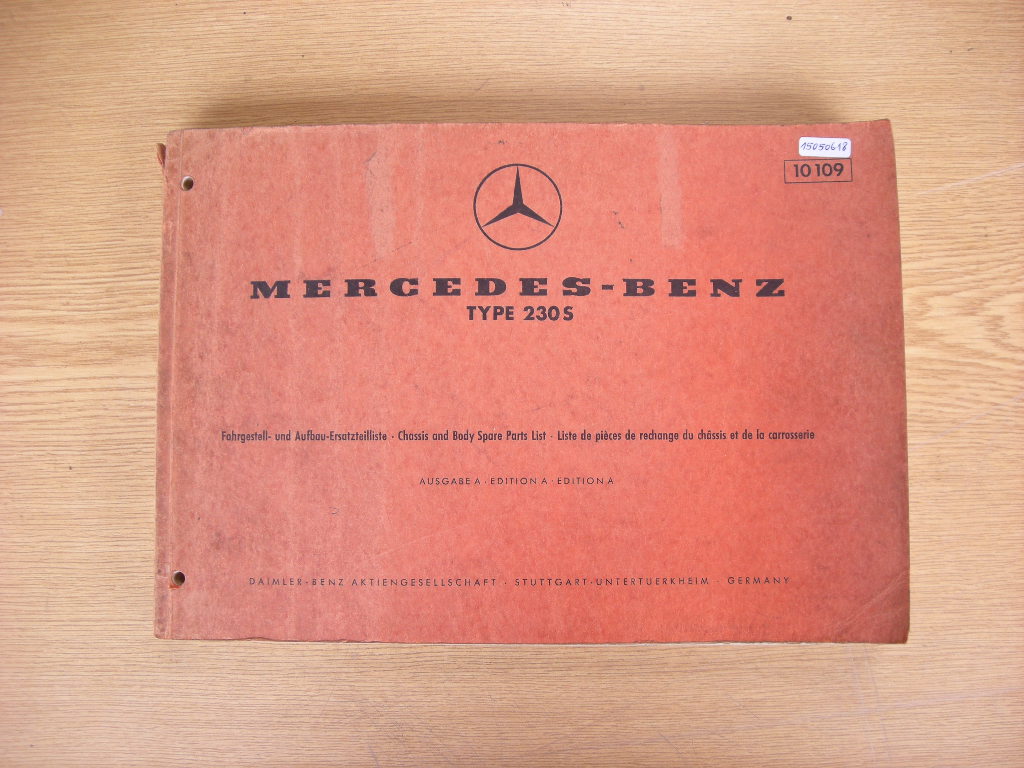 15050618
10 109
MERCEDES-BENZ
TYPE 230 S
Fahrgestell- und Aufbau-Ersatzteilliste · Chassis and Body Spare Parts List · Liste de pièces de rechange du châssis et de la carrosserie
AUSGABE A · EDITION A · EDITION A
DAIMLER-BENZ AKTIENGESELLSCHAFT · STUTTGART-UNTERTUERKHEIM · GERMANY